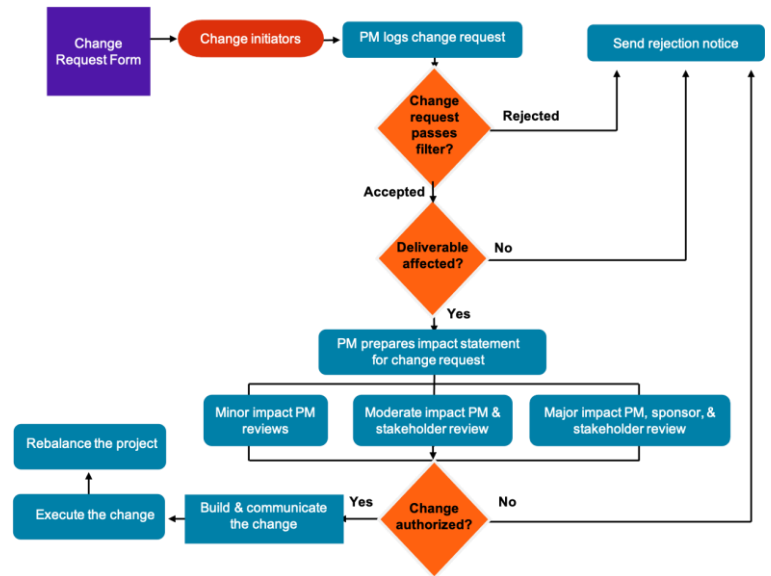 Change
Request Form
Change initiators
PM logs change request
Send rejection notice
Change
request
passes
filter?
Rejected
Accepted
Deliverable
affected?
No
Yes
PM prepares impact statement
for change request
Minor impact PM
reviews
Moderate impact PM &
stakeholder review
Major impact PM, sponsor, &
stakeholder review
Rebalance the project
Execute the change
Build & communicate
the change
Yes
Change
authorized?
No